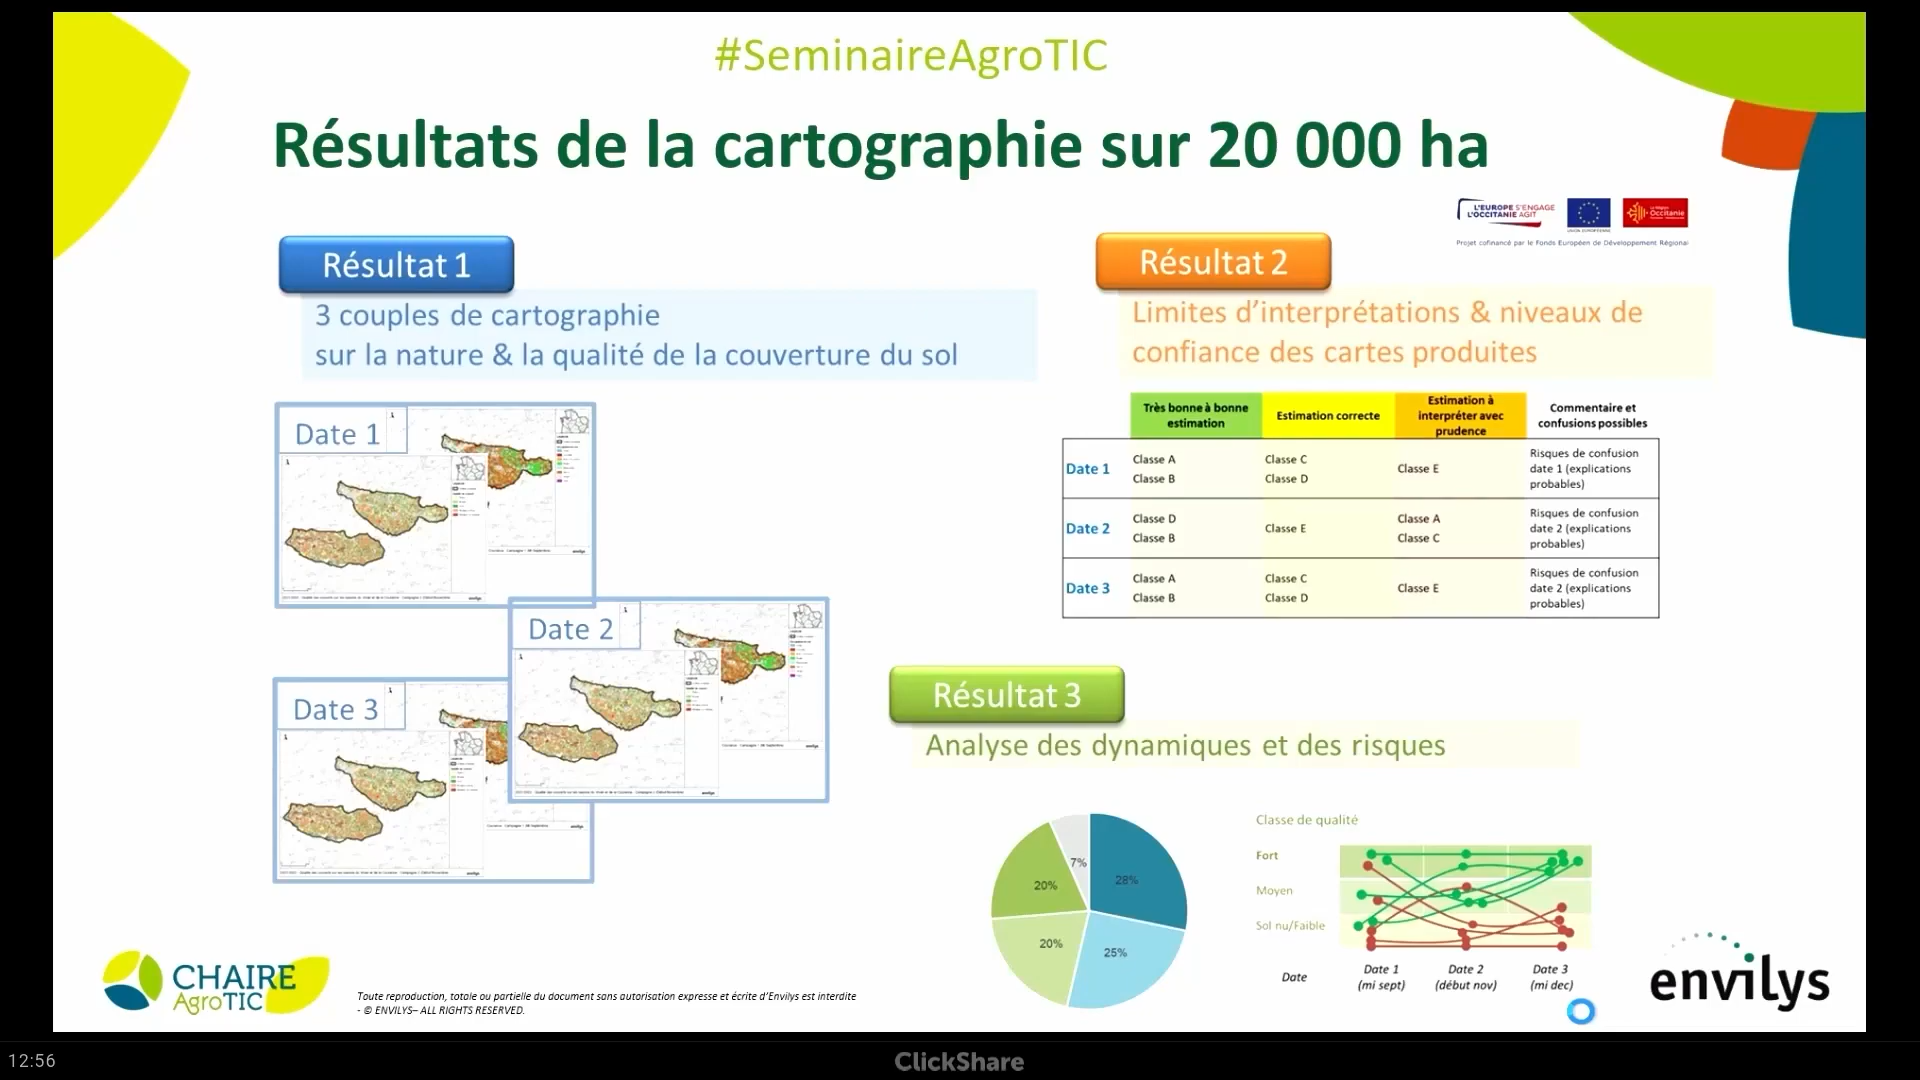 #SeminaireAgroTIC
Résultats de la cartographie sur 20 000 ha
L'EUROPE S'ENGAGE
L'OCCITANIE AGIT
UNION EUROPÉENNE
La Région
Occitanie
Projet cofinancé par le Fonds Européen de Développement Régional
Résultat 1
3 couples de cartographie
sur la nature & la qualité de la couverture du sol
Date 1
Date 2
Date 3
Résultat 2
Limites d'interprétations & niveaux de
confiance des cartes produites
Très bonne à bonne
estimation
Estimation correcte
Estimation à
interpréter avec
prudence
Commentaire et
confusions possibles
Date 1
Classe A
Classe B
Classe C
Classe D
Classe E
Risques de confusion
date 1 (explications
probables)
Date 2
Classe D
Classe B
Classe E
Classe A
Classe C
Risques de confusion
date 2 (explications
probables)
Date 3
Classe A
Classe B
Classe C
Classe D
Classe E
Risques de confusion
date 2 (explications
probables)
Résultat 3
Analyse des dynamiques et des risques
7%
28%
20%
20%
25%
Classe de qualité
Fort
Moyen
Sol nu/Faible
Date
Date 1
(mi sept)
Date 2
(début nov)
Date 3
(mi dec)
CHAIRE
AgroTIC
Toute reproduction, totale ou partielle du document sans autorisation expresse et écrite d'Envilys est interdite
- © ENVILYS– ALL RIGHTS RESERVED.
envilys
12:56
ClickShare